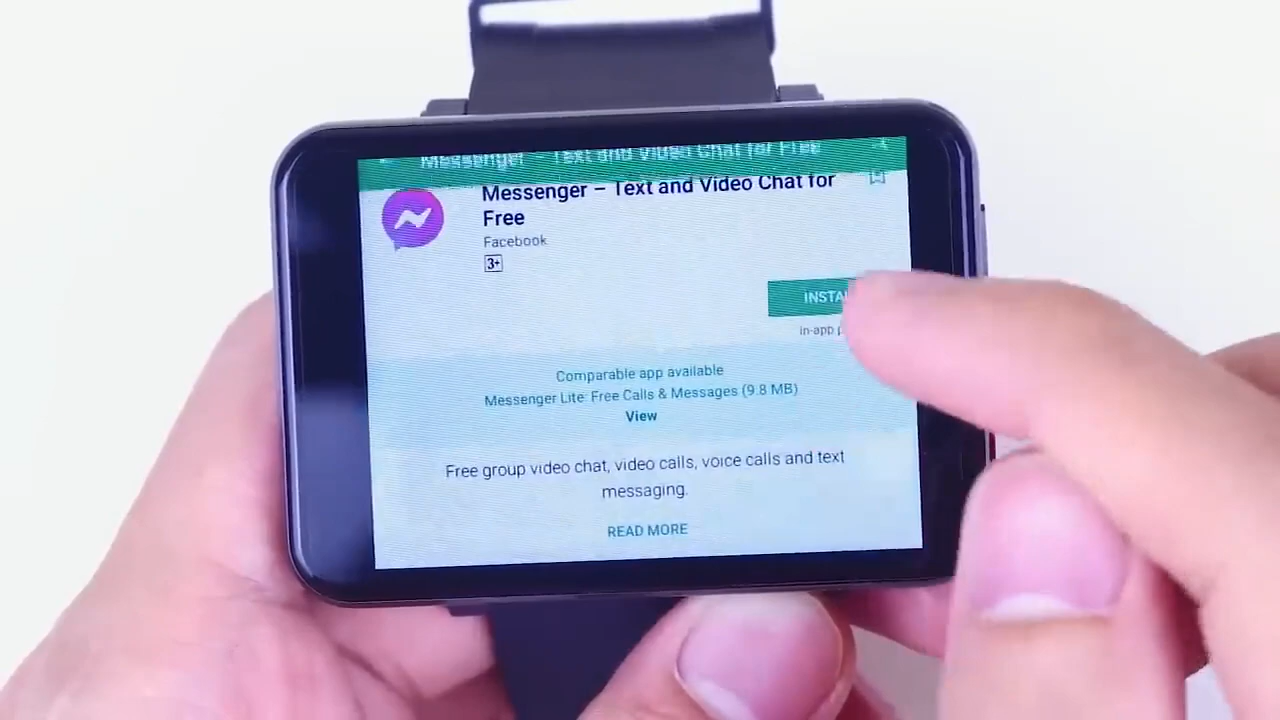 Messenger – Text and Video Chat for Free
Messenger – Text and Video Chat for
Free
Facebook
3+
in-app
Comparable app available
Messenger Lite: Free Calls & Messages (9.8 MB)
View
Free group video chat, video calls, voice calls and text
messaging.
READ MORE